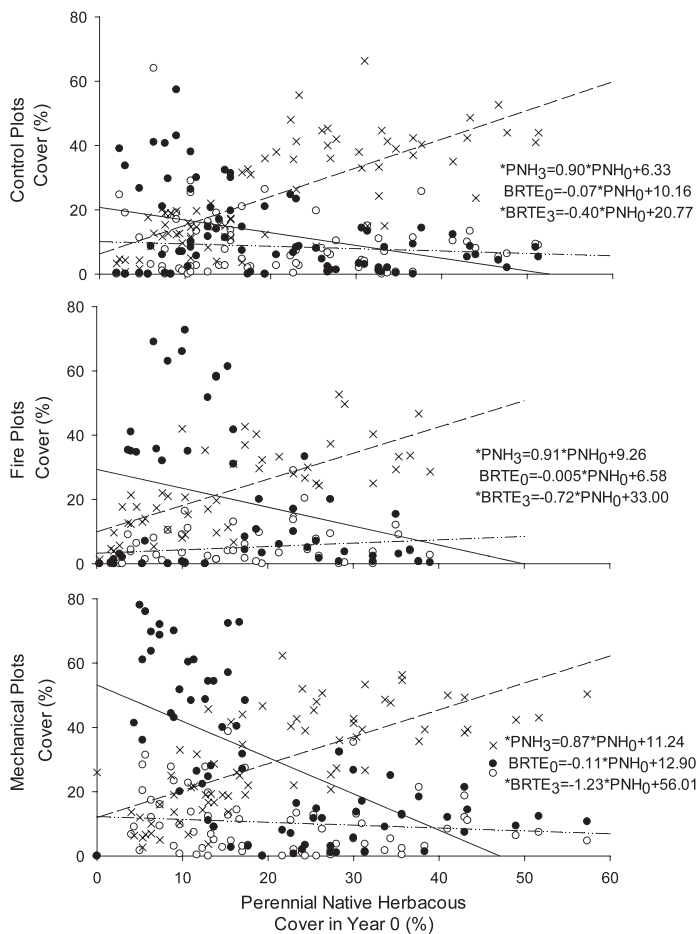 80
60
40
20
0
Control Plots
Cover (%)
*PNH3=0.90*PNH0+6.33
BRTE0=-0.07*PNH0+10.16
*BRTE3=-0.40*PNH0+20.77
80
60
40
20
0
Fire Plots
Cover (%)
*PNH3=0.91*PNH0+9.26
BRTE0=-0.005*PNH0+6.58
*BRTE3=-0.72*PNH0+33.00
80
60
40
20
0
Mechanical Plots
Cover (%)
*PNH3=0.87*PNH0+11.24
BRTE0=-0.11*PNH0+12.90
*BRTE3=-1.23*PNH0+56.01
0 10 20 30 40 50 60
Perennial Native Herbacous
Cover in Year 0 (%)